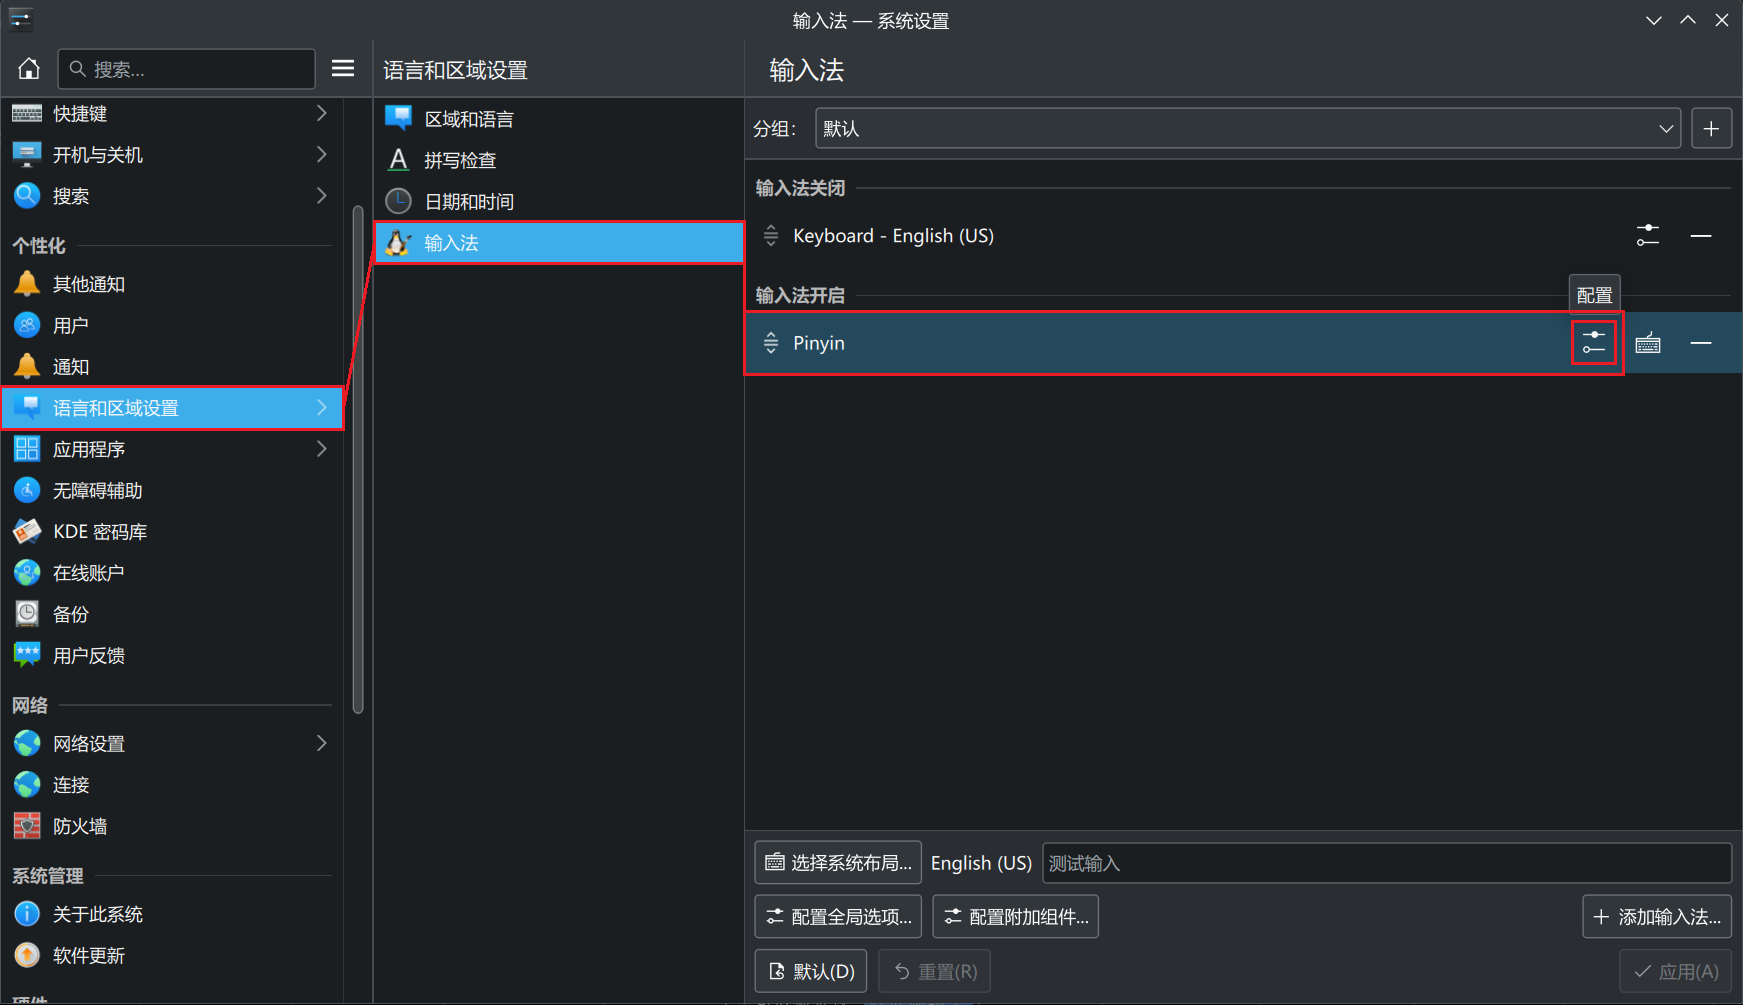 输入法 — 系统设置
搜索...
语言和区域设置
输入法
快捷键
开机与关机
搜索
个性化
其他通知
用户
通知
语言和区域设置
应用程序
无障碍辅助
KDE 密码库
在线账户
备份
用户反馈
网络
网络设置
连接
防火墙
系统管理
关于此系统
软件更新
硬件
区域和语言
拼写检查
日期和时间
输入法
分组：
默认
输入法关闭
Keyboard - English (US)
输入法开启
配置
Pinyin
选择系统布局...
English (US)
测试输入
配置全局选项...
配置附加组件...
添加输入法...
默认(D)
重置(R)
应用(A)